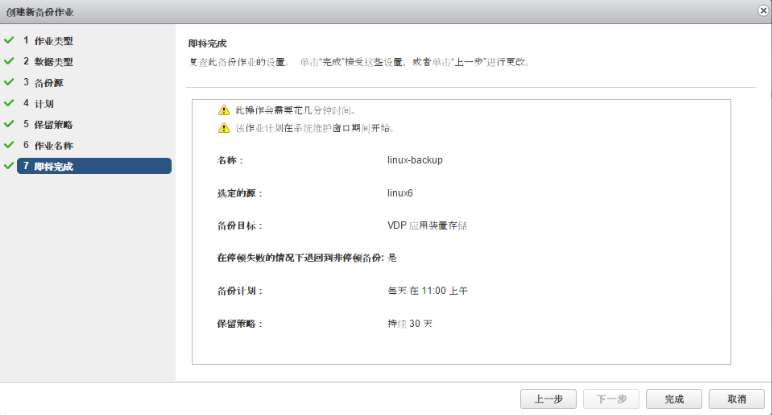 创建新备份作业
1 作业类型
2 数据类型
3 备份源
4 计划
5 保留策略
6 作业名称
7 即将完成
即将完成
复查此备份作业的设置。 单击“完成”接受这些设置，或者单击“上一步”进行更改。
此操作会需要花几分钟时间。
该作业计划在系统维护窗口期间开始。
名称： linux-backup
选定的源： linux6
备份目标： VDP 应用装置存储
在停顿失败的情况下退回到非停顿备份: 是
备份计划： 每天 在 11:00 上午
保留策略： 持续 30 天
上一步 下一步 完成 取消